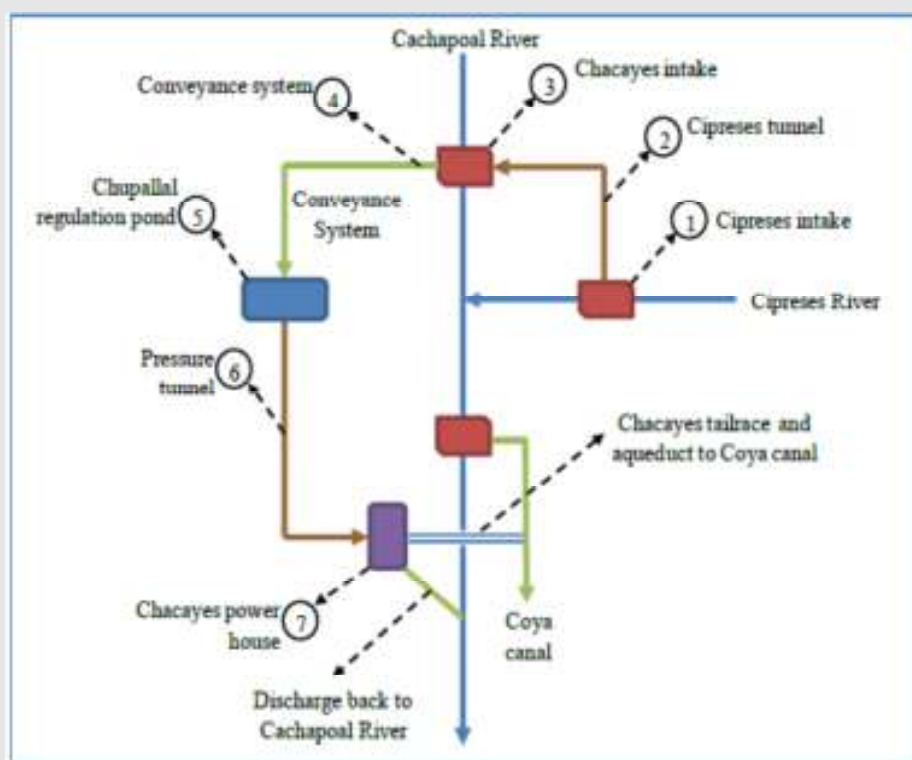 Cachapoal River
Conveyance system
4
3
Chacayes intake
2
Cipreses tunnel
Chupallal
regulation pond
5
Conveyance
System
1
Cipreses intake
Cipreses River
Pressure
tunnel
6
Chacayes tailrace and
aqueduct to Coya canal
Chacayes power
house
7
Coya
canal
Discharge back to
Cachapoal River